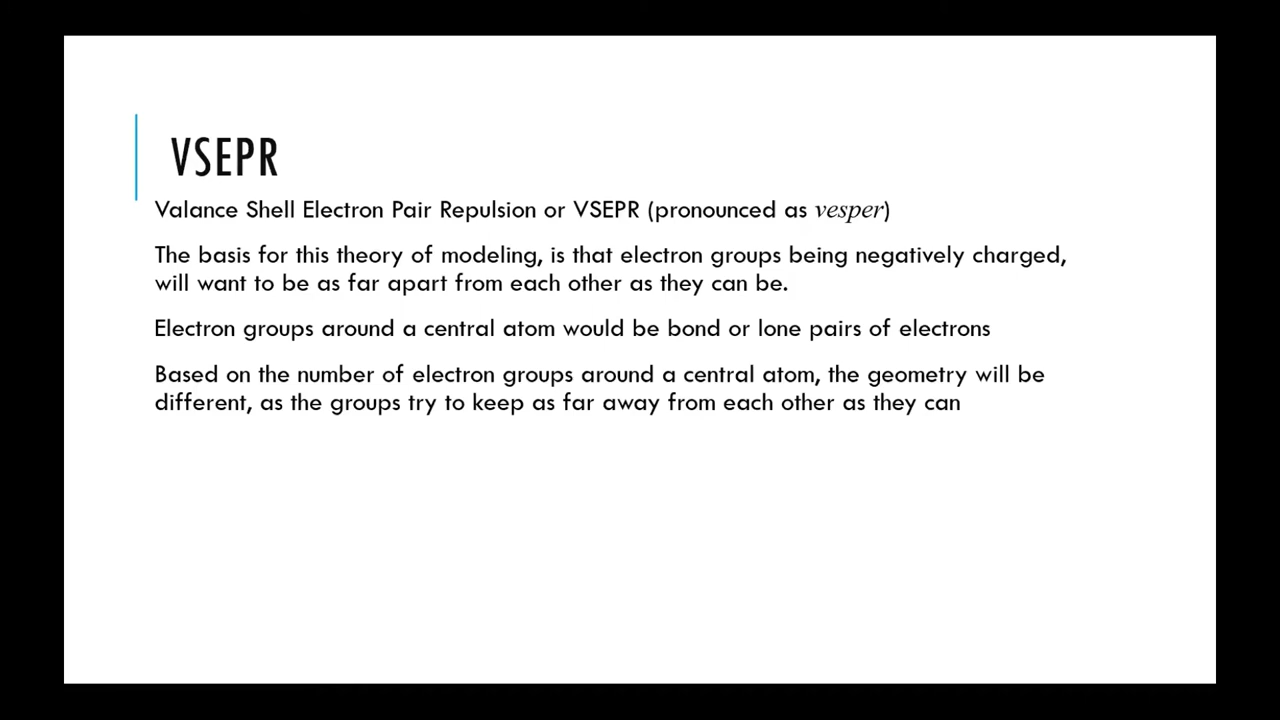 VSEPR
Valance Shell Electron Pair Repulsion or VSEPR (pronounced as vesper)
The basis for this theory of modeling, is that electron groups being negatively charged,
will want to be as far apart from each other as they can be.
Electron groups around a central atom would be bond or lone pairs of electrons
Based on the number of electron groups around a central atom, the geometry will be
different, as the groups try to keep as far away from each other as they can